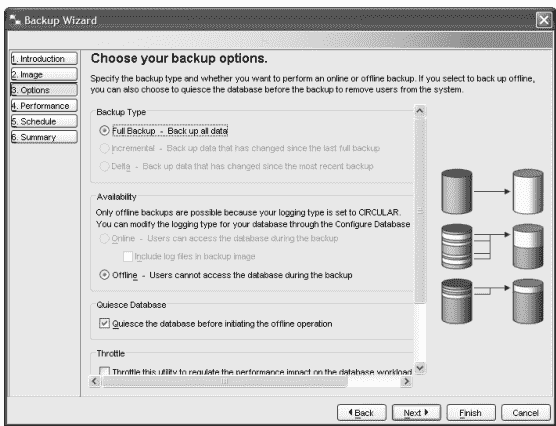 Backup Wizard
1. Introduction
2. Image
3. Options
4. Performance
5. Schedule
6. Summary
Choose your backup options.
Specify the backup type and whether you want to perform an online or offline backup. If you select to back up offline,
you can also choose to quiesce the database before the backup to remove users from the system.
Backup Type
Full Backup - Back up all data
Incremental - Back up data that has changed since the last full backup
Delta - Back up data that has changed since the most recent backup
Availability
Only offline backups are possible because your logging type is set to CIRCULAR.
You can modify the logging type for your database through the Configure Database
Online - Users can access the database during the backup
Include log files in backup image
Offline - Users cannot access the database during the backup
Quiesce Database
Quiesce the database before initiating the offline operation
Throttle
Throttle this utility to regulate the performance impact on the database workload
Back
Next
Finish
Cancel